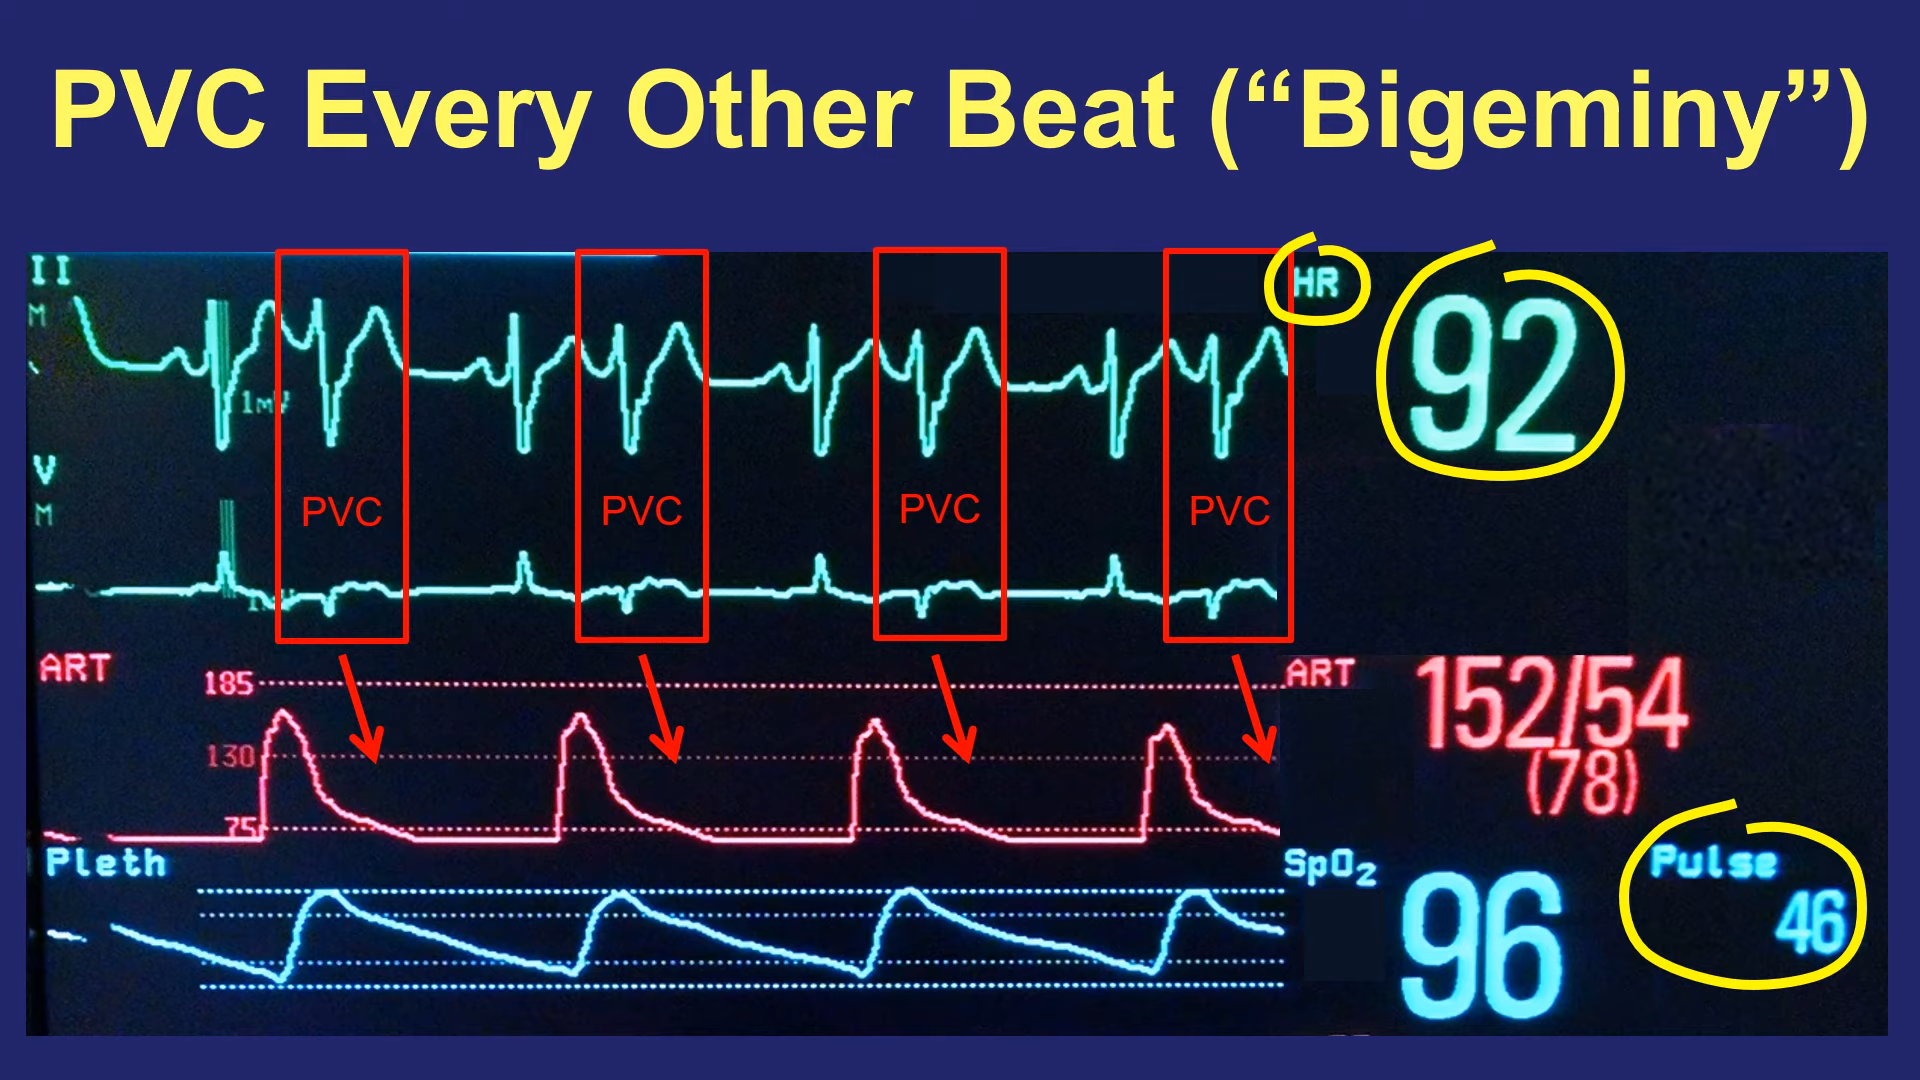 PVC Every Other Beat (“Bigeminy”)
II
M
1mV
HR
92
PVC
PVC
PVC
PVC
V
M
ART
185
130
75
ART
152/54
(78)
Pleth
SpO2
96
Pulse
46